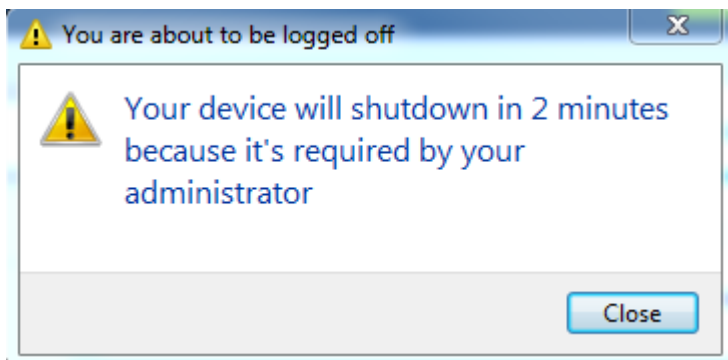 You are about to be logged off
Your device will shutdown in 2 minutes
because it's required by your
administrator
Close